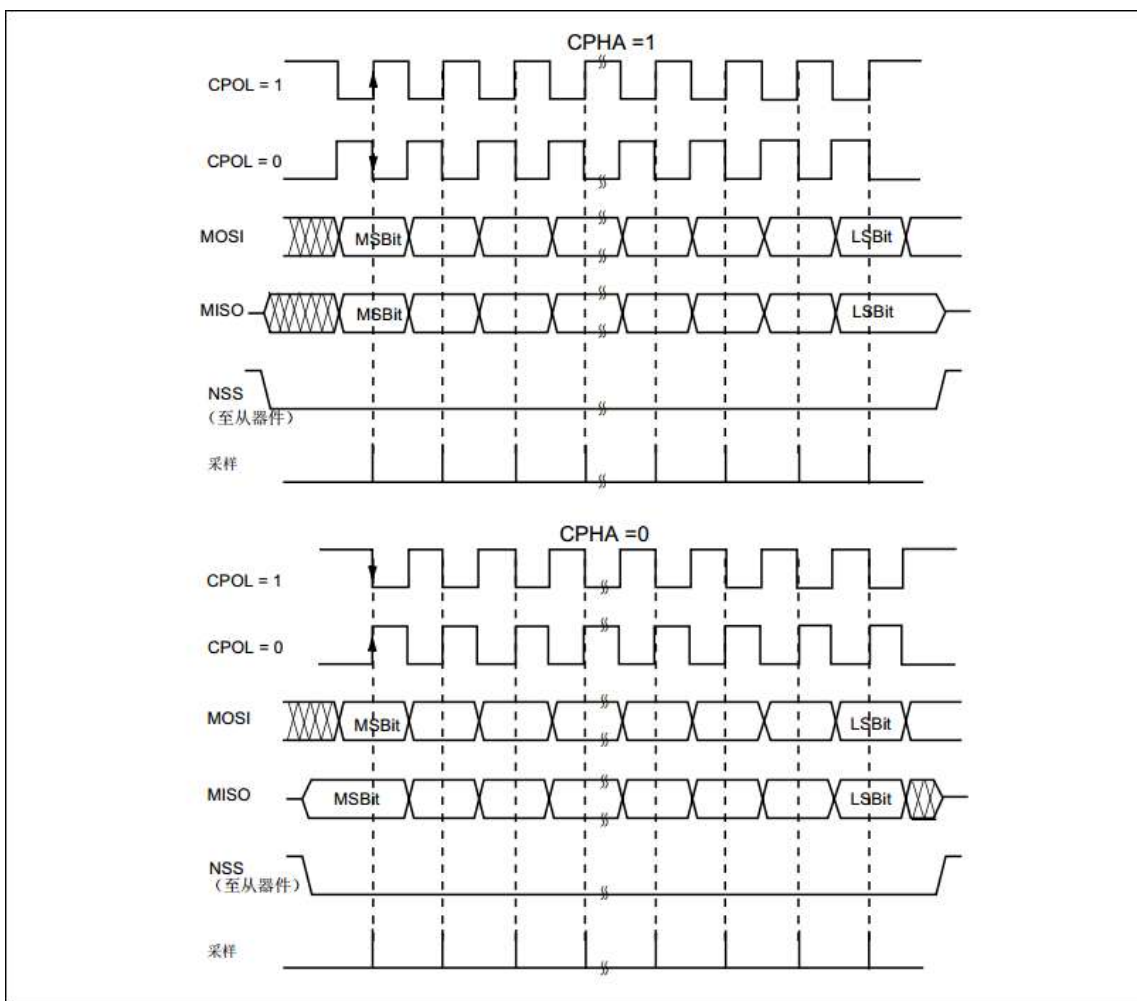 CPHA =1
CPOL = 1
CPOL = 0
MOSI
MSBit
LSBit
MISO
MSBit
LSBit
NSS
（至从器件）
采样
CPHA =0
CPOL = 1
CPOL = 0
MOSI
MSBit
LSBit
MISO
MSBit
LSBit
NSS
（至从器件）
采样